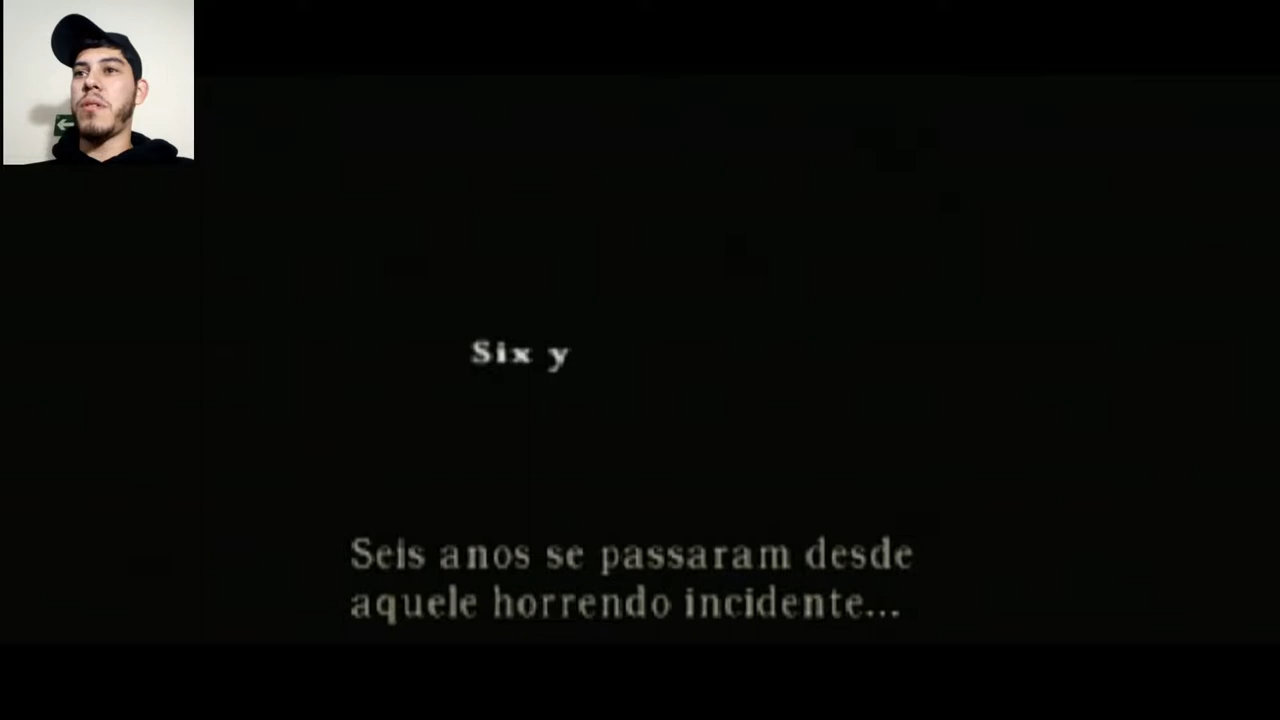 Six y
Seis anos se passaram desde
aquele horrendo incidente...